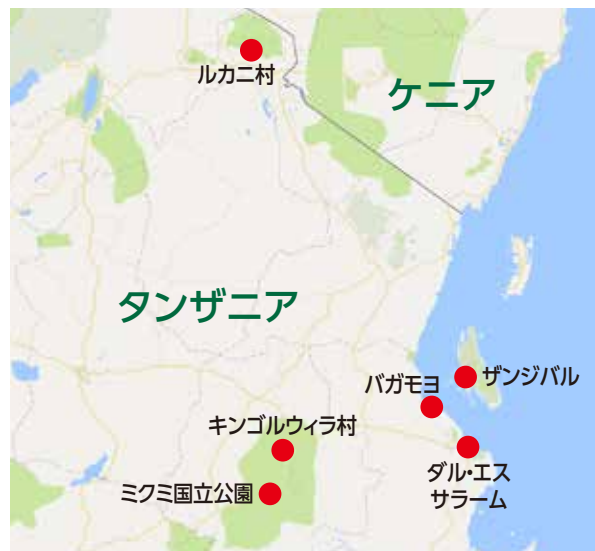 ルカニ村
ケニア
タンザニア
ザンジバル
バガモヨ
キンゴルウィラ村
ダル・エス
サラーム
ミクミ国立公園